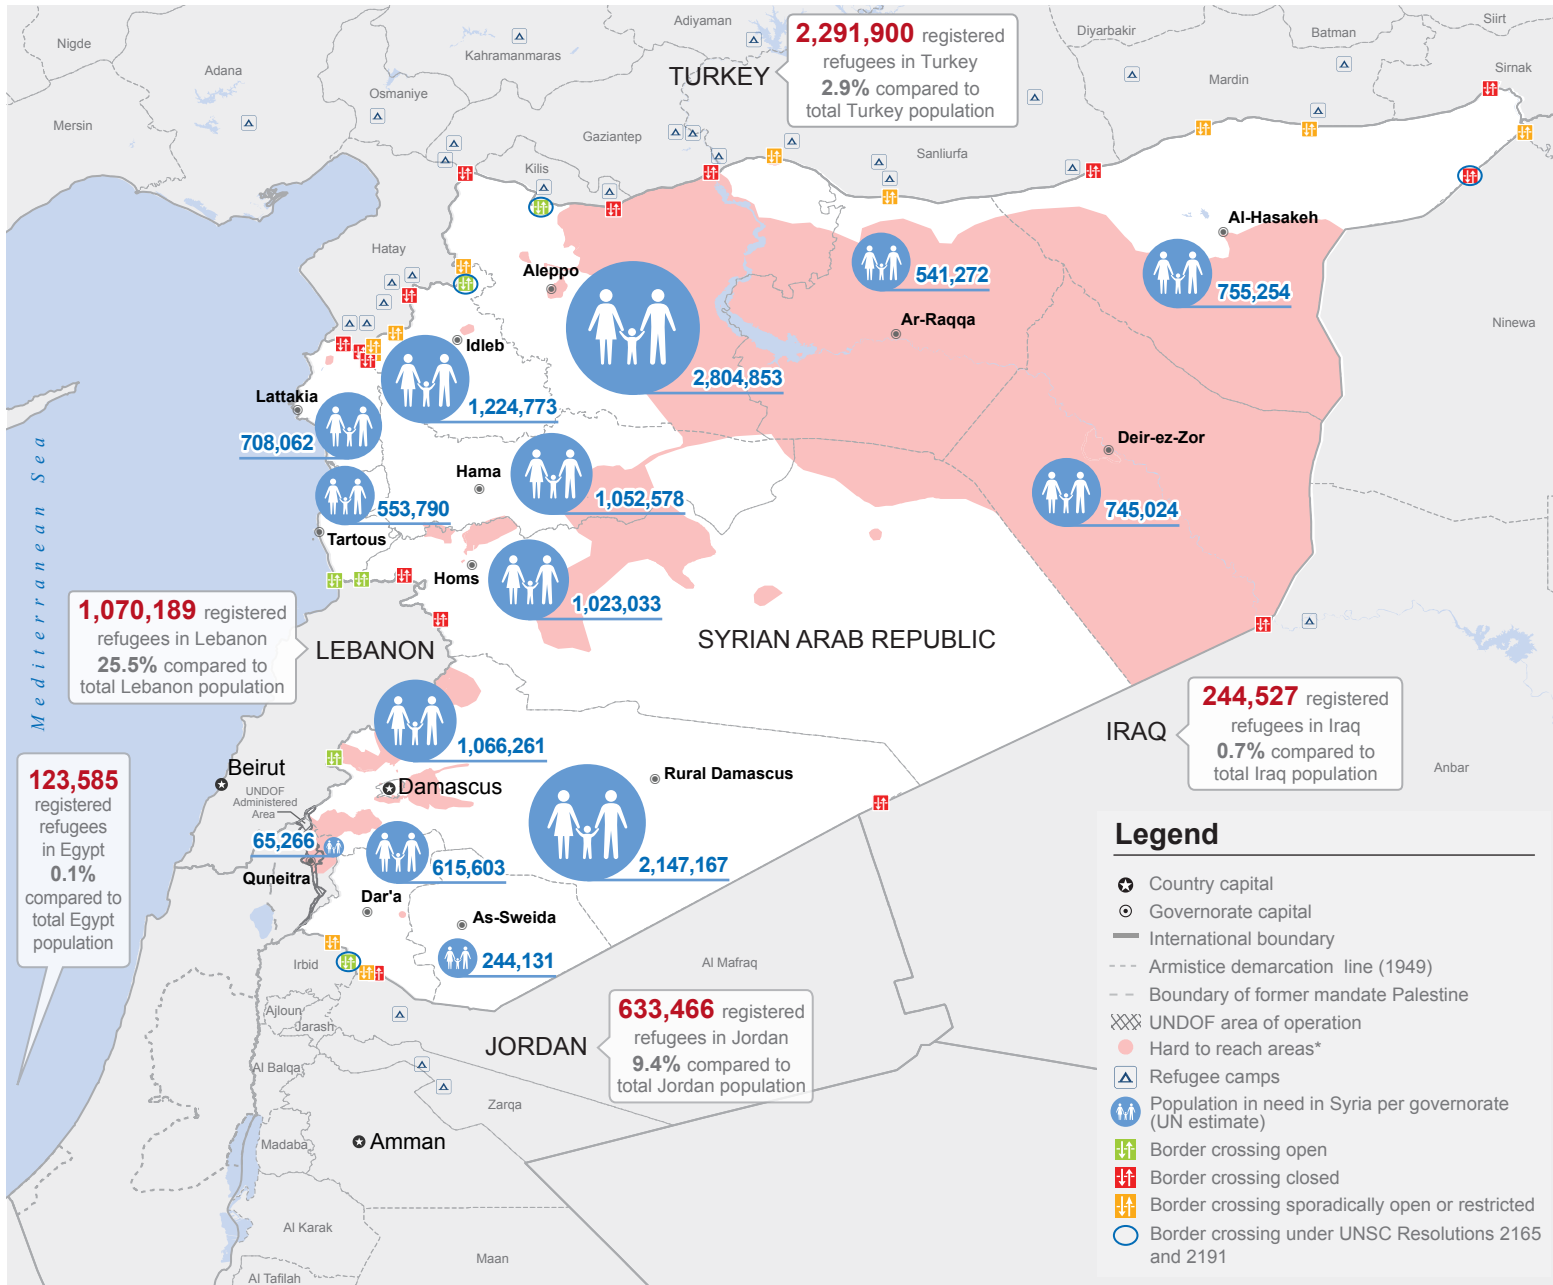 Adiyaman
Siirt
Nigde
Kahramanmaras
Diyarbakir
Batman
2,291,900 registered
refugees in Turkey
2.9% compared to
total Turkey population
TURKEY
Adana
Osmaniye
Mardin
Sirnak
Mersin
Gaziantep
Kilis
Sanliurfa
Hatay
Al-Hasakeh
Aleppo
541,272
755,254
Ar-Raqqa
Ninewa
Idleb
2,804,853
Lattakia
1,224,773
708,062
Deir-ez-Zor
Hama
1,052,578
553,790
745,024
Tartous
Homs
1,023,033
Mediterranean Sea
1,070,189 registered
refugees in Lebanon
25.5% compared to
total Lebanon population
LEBANON
SYRIAN ARAB REPUBLIC
244,527 registered
refugees in Iraq
0.7% compared to
total Iraq population
IRAQ
Anbar
1,066,261
Beirut
Rural Damascus
Damascus
UNDOF
Administered
Area
123,585
registered
refugees
in Egypt
0.1%
compared to
total Egypt
population
65,266
615,603
2,147,167
Quneitra
Dar'a
As-Sweida
244,131
Irbid
Al Mafraq
633,466 registered
refugees in Jordan
9.4% compared to
total Jordan population
JORDAN
Ajloun
Jarash
Al Balqa
Zarqa
Amman
Madaba
Al Karak
Maan
Al Tafilah
Legend
Country capital
Governorate capital
International boundary
Armistice demarcation line (1949)
Boundary of former mandate Palestine
UNDOF area of operation
Hard to reach areas*
Refugee camps
Population in need in Syria per governorate
(UN estimate)
Border crossing open
Border crossing closed
Border crossing sporadically open or restricted
Border crossing under UNSC Resolutions 2165
and 2191